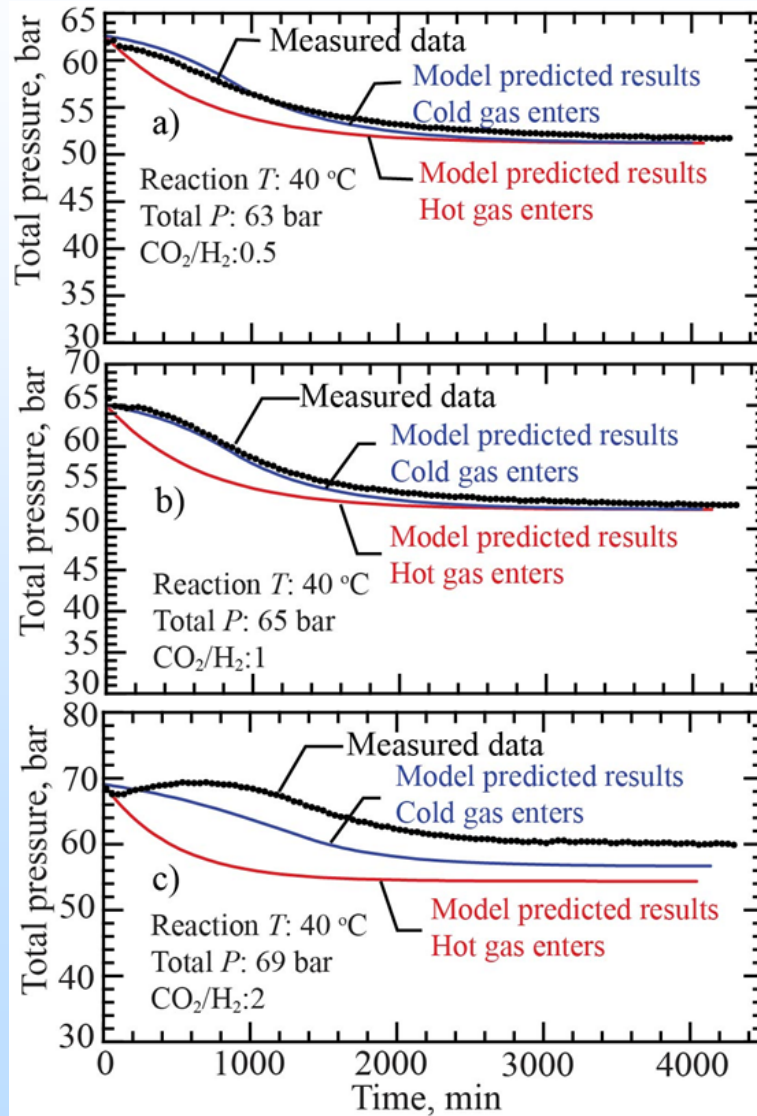 65
60
55
50
45
40
35
30
Total pressure, bar
Measured data
Model predicted results
Cold gas enters
a)
Model predicted results
Hot gas enters
Reaction T: 40 °C
Total P: 63 bar
CO₂/H₂:0.5
70
65
60
55
50
45
40
35
30
Total pressure, bar
Measured data
Model predicted results
Cold gas enters
b)
Model predicted results
Hot gas enters
Reaction T: 40 °C
Total P: 65 bar
CO₂/H₂:1
80
70
60
50
40
30
Total pressure, bar
Measured data
Model predicted results
Cold gas enters
c)
Model predicted results
Hot gas enters
Reaction T: 40 °C
Total P: 69 bar
CO₂/H₂:2
0 1000 2000 3000 4000
Time, min